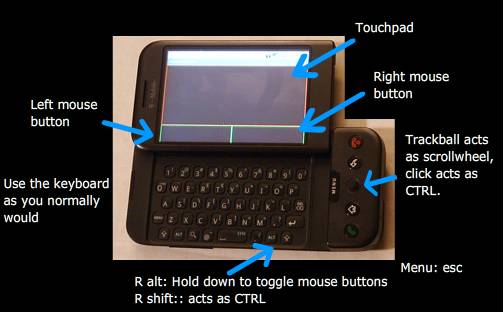 Touchpad
Right mouse
button
Left mouse
button
Trackball acts
as scrollwheel,
click acts as
CTRL.
Use the keyboard
as you normally
would
MENU
R alt: Hold down to toggle mouse buttons
R shift:: acts as CTRL
Menu: esc